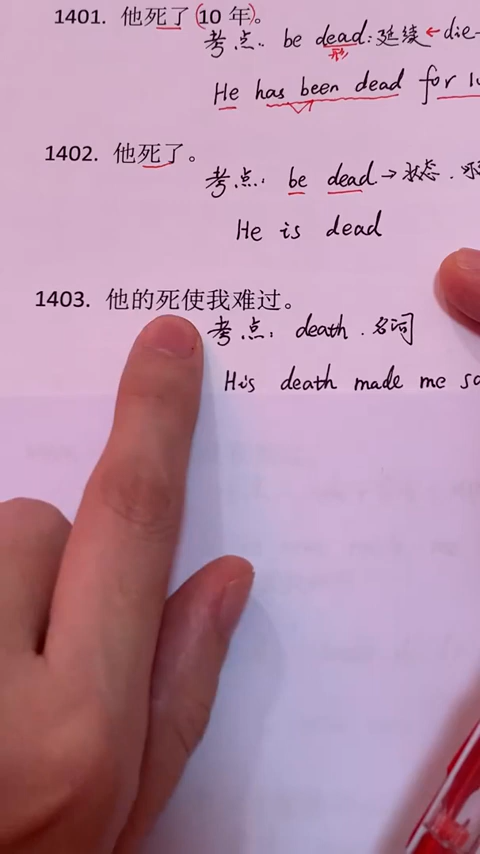 1401. 他死了(10 年)。
考点: be dead: 延续 ← die
形
He has been dead for
1402. 他死了。
考点: be dead → 状态.
He is dead
1403. 他的死使我难过。
考点: death. 名词
His death made me